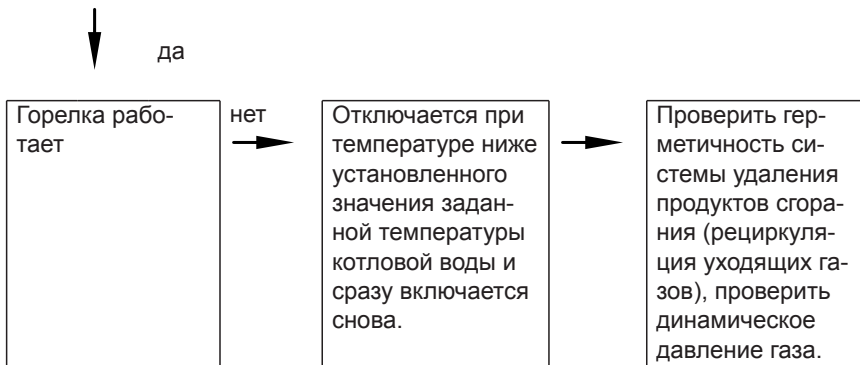 да
Горелка рабо-
тает
нет
Отключается при
температуре ниже
установленного
значения задан-
ной температуры
котловой воды и
сразу включается
снова.
Проверить гер-
метичность си-
стемы удаления
продуктов сгора-
ния (рециркуля-
ция уходящих га-
зов), проверить
динамическое
давление газа.